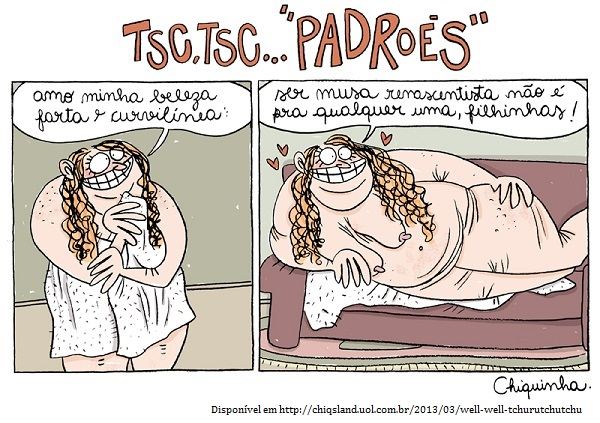 TSC, TSC... "PADROÉS"
amo minha beleza
farta e curvilínea:
ser musa renascentista não é
pra qualquer uma, filhinhas!
Chiquinha.
Disponível em http://chiqsland.uol.com.br/2013/03/well-well-tchurutchutchu